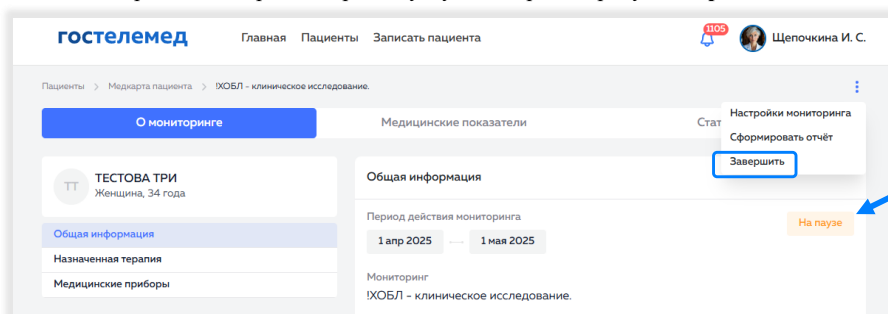 гостелемед
Главная Пациенты Записать пациента
1105
Щепочкина И. С.
Пациенты > Медкарта пациента > !ХОБЛ - клиническое исследование.
О мониторинге
Медицинские показатели
Стат
Настройки мониторинга
Сформировать отчёт
Завершить
ТТ
ТЕСТОВА ТРИ
Женщина, 34 года
Общая информация
Назначенная терапия
Медицинские приборы
Общая информация
Период действия мониторинга
1 апр 2025 — 1 мая 2025
На паузе
Мониторинг
!ХОБЛ - клиническое исследование.